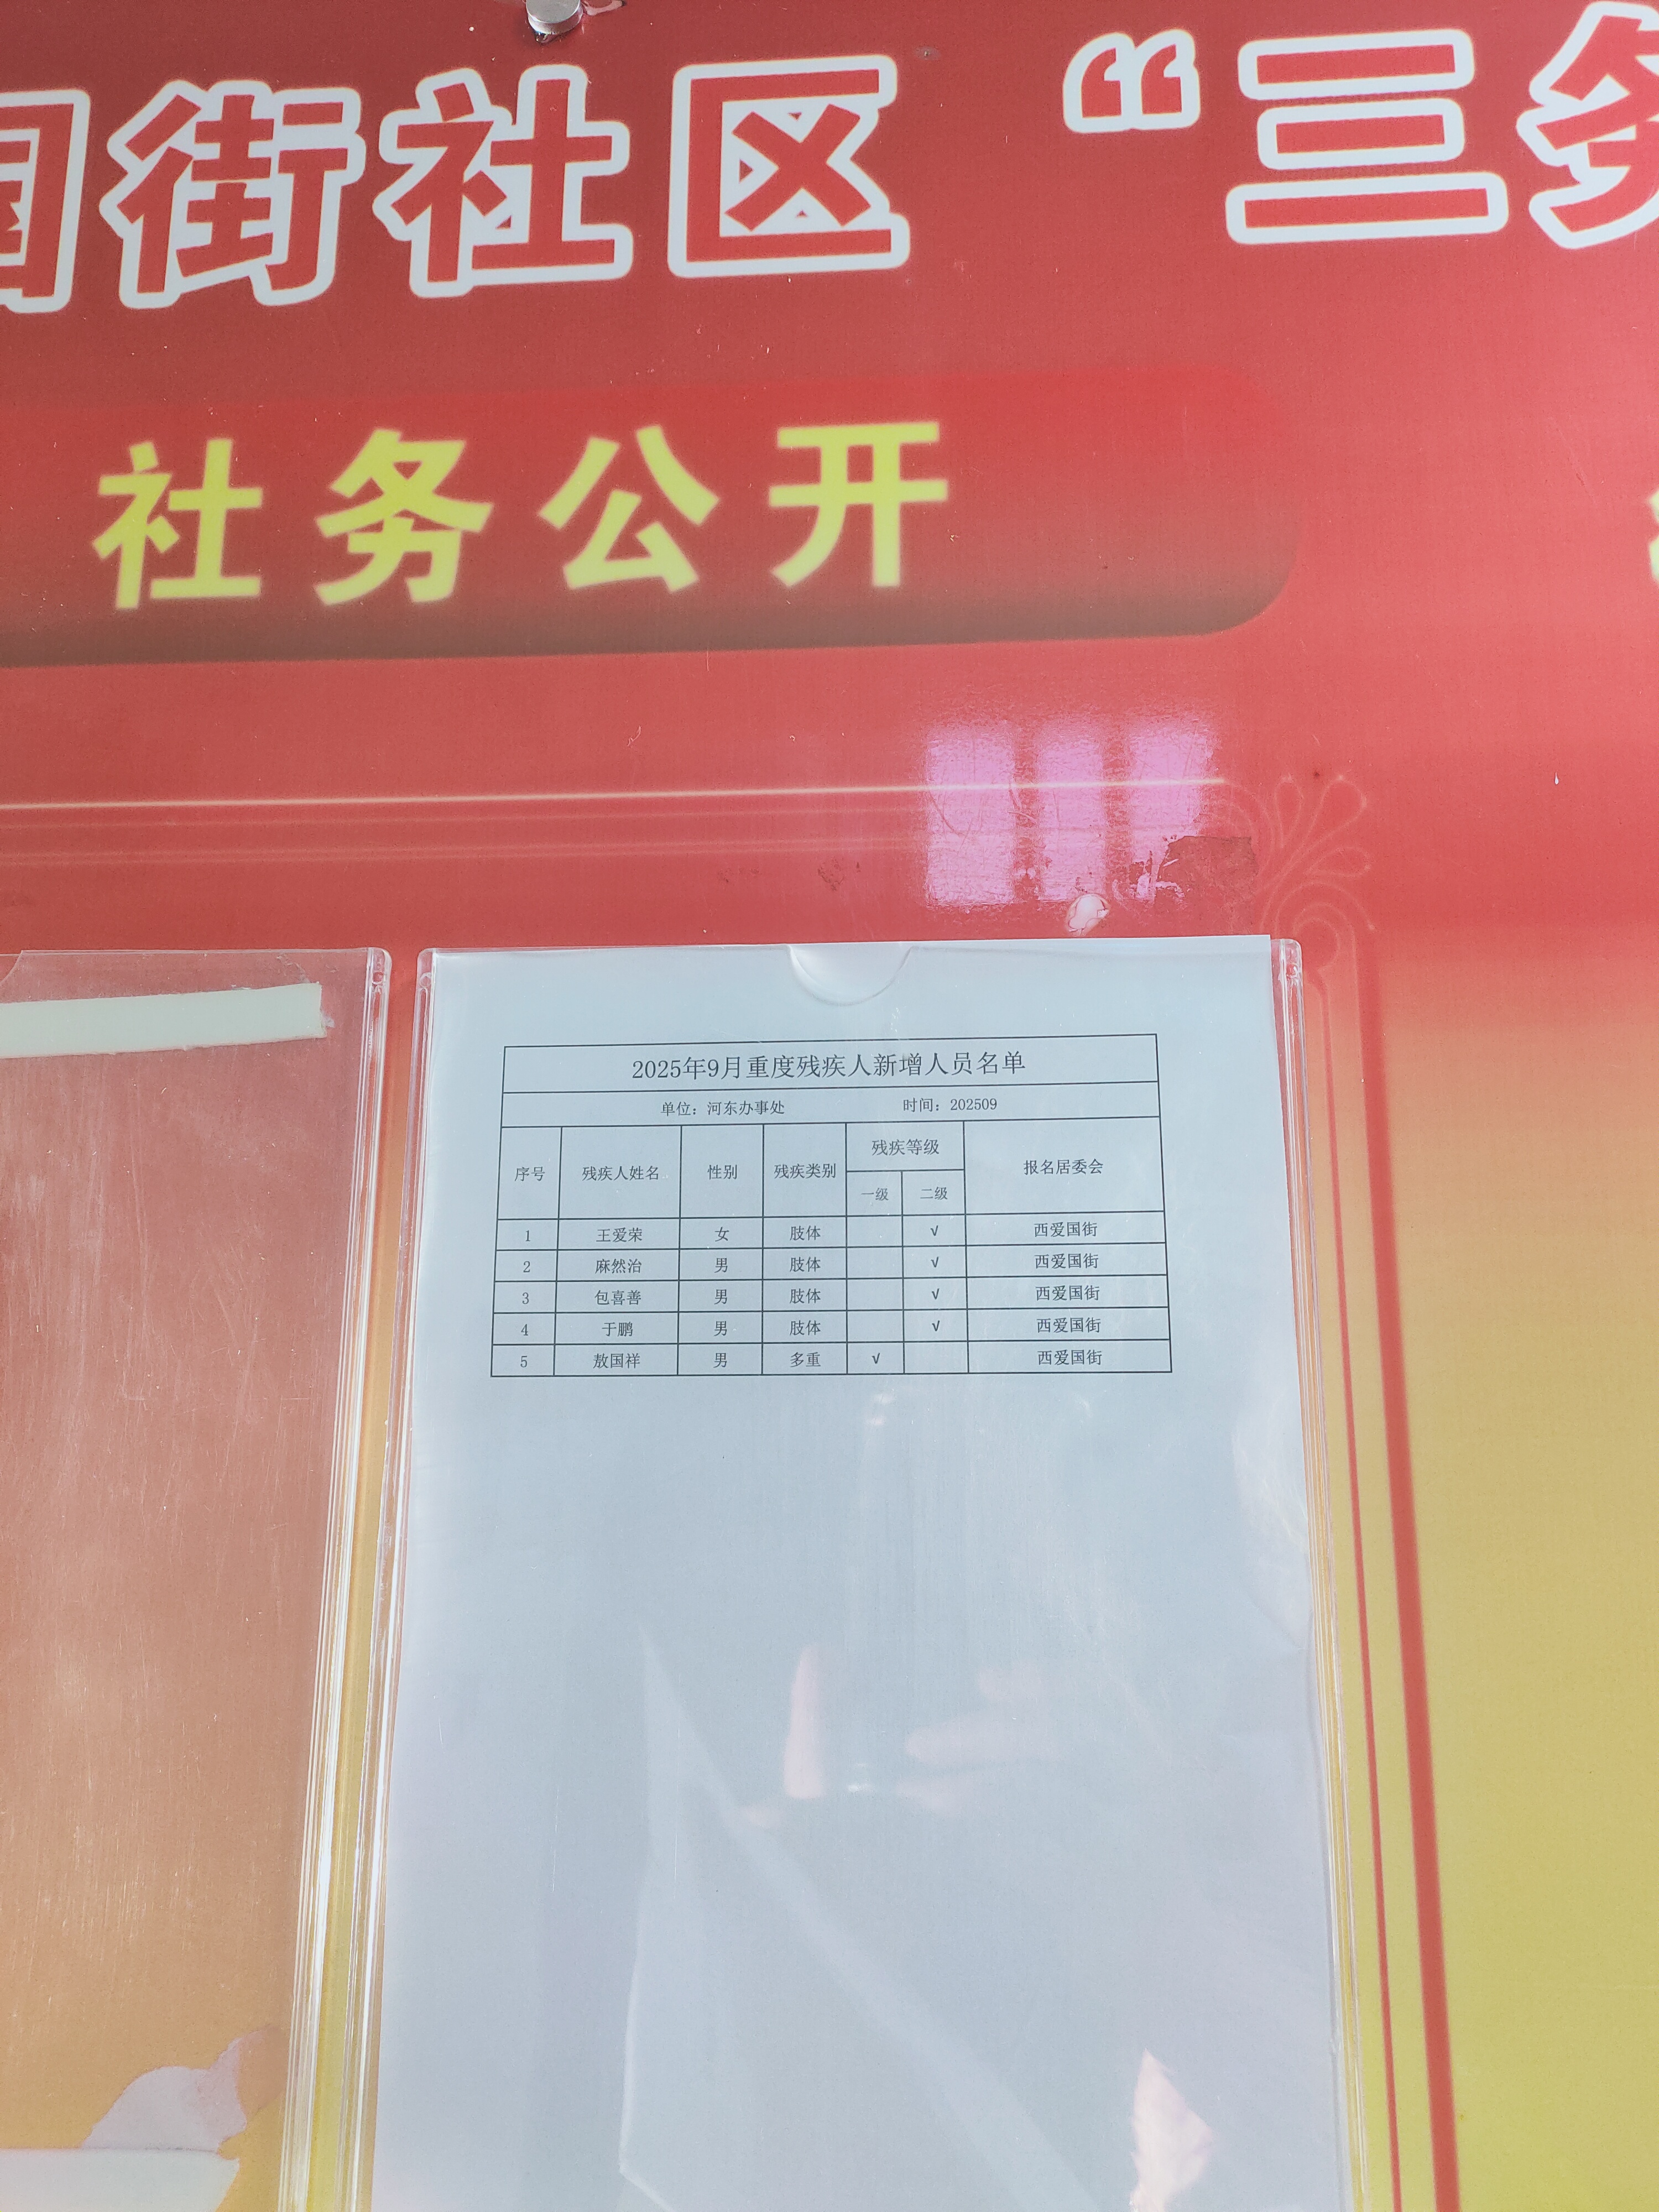 国街社区 “三务
社务公开
2025年9月重度残疾人新增人员名单
单位：河东办事处 时间：202509
序号 残疾人姓名 性别 残疾类别 残疾等级 报名居委会
一级 二级
1 王爱荣 女 肢体 √ 西爱国街
2 麻然治 男 肢体 √ 西爱国街
3 包喜善 男 肢体 √ 西爱国街
4 于鹏 男 肢体 √ 西爱国街
5 敖国祥 男 多重 √ 西爱国街